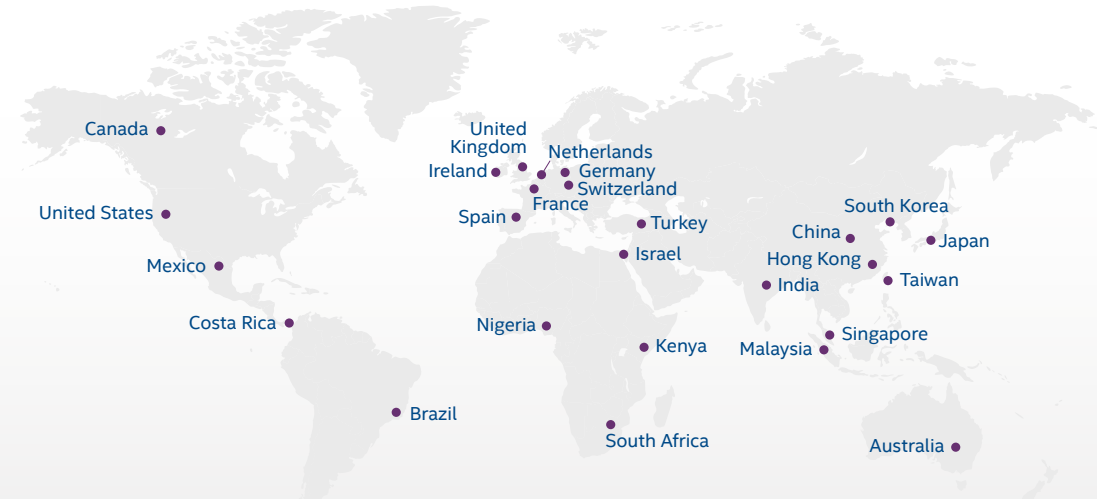 Canada
United States
Mexico
Costa Rica
Brazil
United
Kingdom
Ireland
Netherlands
Germany
Switzerland
France
Spain
Turkey
Israel
Nigeria
Kenya
South Africa
South Korea
China
Japan
Hong Kong
Taiwan
India
Singapore
Malaysia
Australia